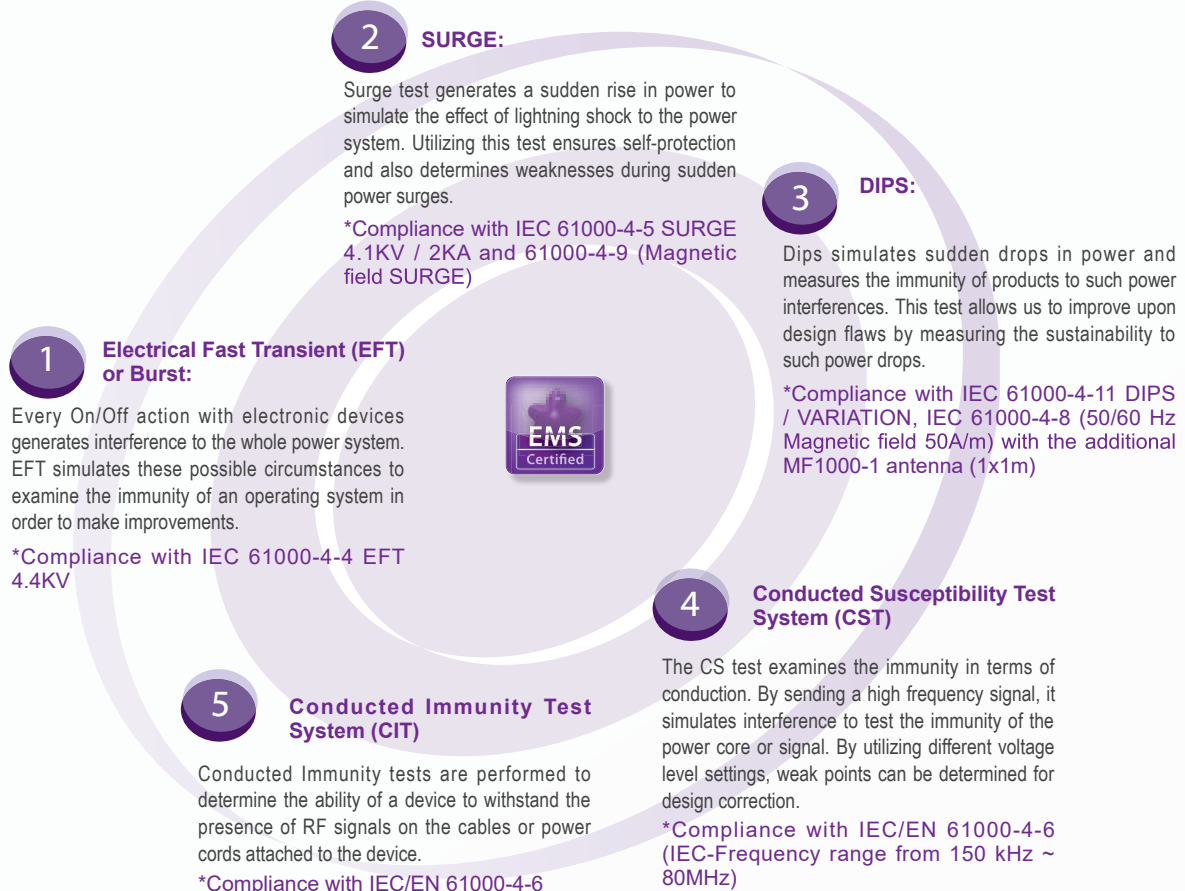 1
Electrical Fast Transient (EFT)
or Burst:
Every On/Off action with electronic devices
generates interference to the whole power system.
EFT simulates these possible circumstances to
examine the immunity of an operating system in
order to make improvements.
*Compliance with IEC 61000-4-4 EFT
4.4KV
2
SURGE:
Surge test generates a sudden rise in power to
simulate the effect of lightning shock to the power
system. Utilizing this test ensures self-protection
and also determines weaknesses during sudden
power surges.
*Compliance with IEC 61000-4-5 SURGE
4.1KV / 2KA and 61000-4-9 (Magnetic
field SURGE)
3
DIPS:
Dips simulates sudden drops in power and
measures the immunity of products to such power
interferences. This test allows us to improve upon
design flaws by measuring the sustainability to
such power drops.
*Compliance with IEC 61000-4-11 DIPS
/ VARIATION, IEC 61000-4-8 (50/60 Hz
Magnetic field 50A/m) with the additional
MF1000-1 antenna (1x1m)
EMS
Certified
4
Conducted Susceptibility Test
System (CST)
The CS test examines the immunity in terms of
conduction. By sending a high frequency signal, it
simulates interference to test the immunity of the
power core or signal. By utilizing different voltage
level settings, weak points can be determined for
design correction.
*Compliance with IEC/EN 61000-4-6
(IEC-Frequency range from 150 kHz ~
80MHz)
5
Conducted Immunity Test
System (CIT)
Conducted Immunity tests are performed to
determine the ability of a device to withstand the
presence of RF signals on the cables or power
cords attached to the device.
*Compliance with IEC/EN 61000-4-6